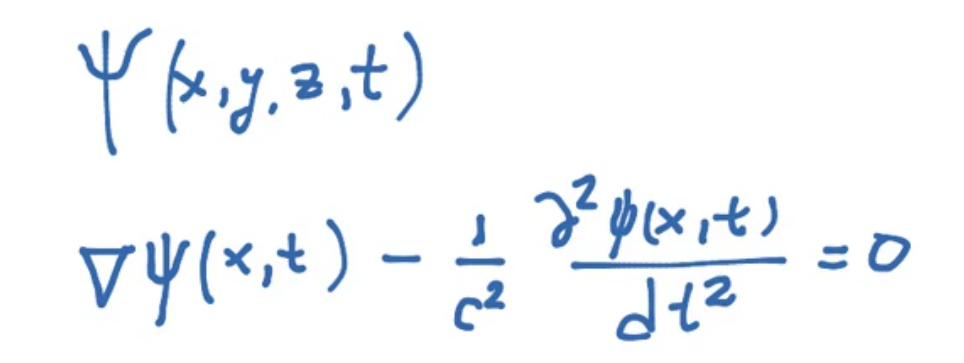 Ψ(x,y,z,t)
∇ψ(x,t) - 1/c² ∂²ψ(x,t)/dt² = 0